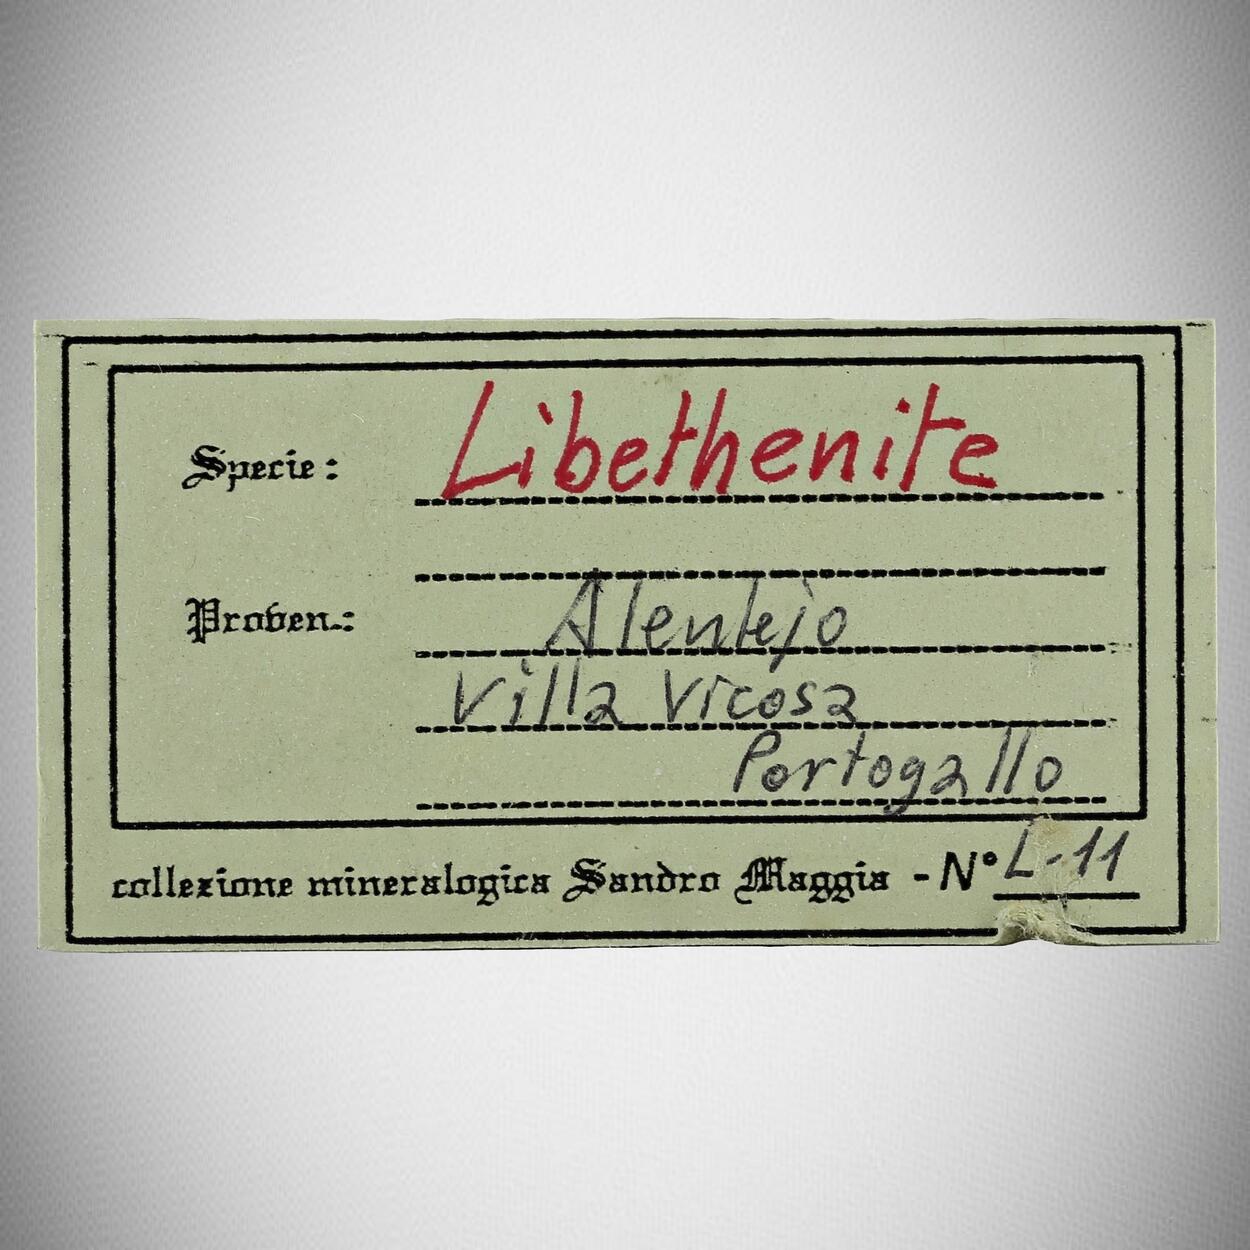 Specie: Libethenite
Proven.: Alentejo
Villa Vicosa
Portogallo
collezione mineralogica Sandro Maggia - N° L-11